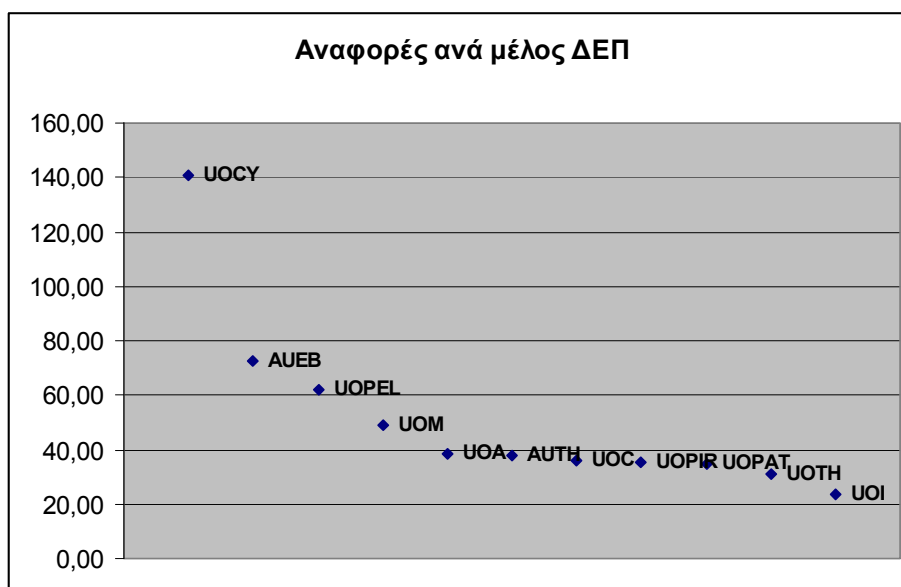 Αναφορές ανά μέλος ΔΕΠ
160,00
140,00
120,00
100,00
80,00
60,00
40,00
20,00
0,00
UOCY
AUEB
UOPEL
UOM
UOA
AUTH
UOC
UOPIR
UOPAT
UOTH
UOI